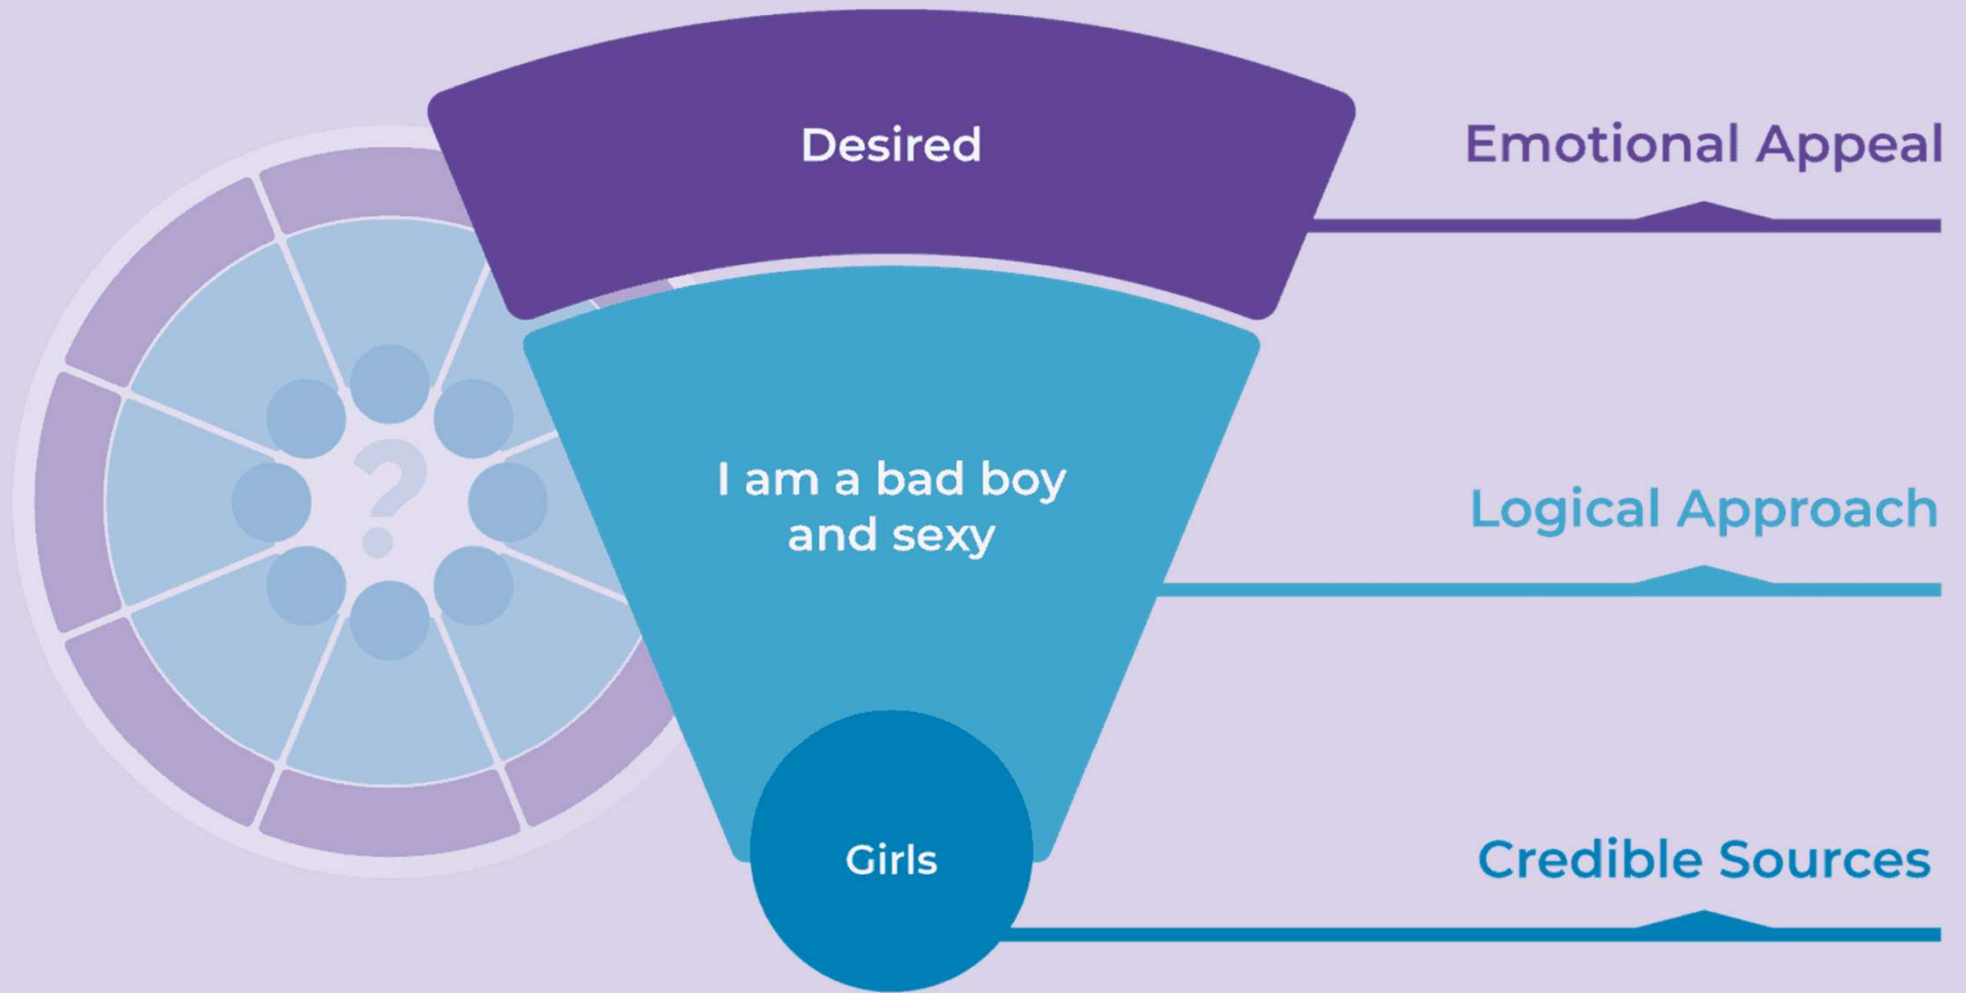 Desired
Emotional Appeal
I am a bad boy
and sexy
Logical Approach
Girls
Credible Sources
?